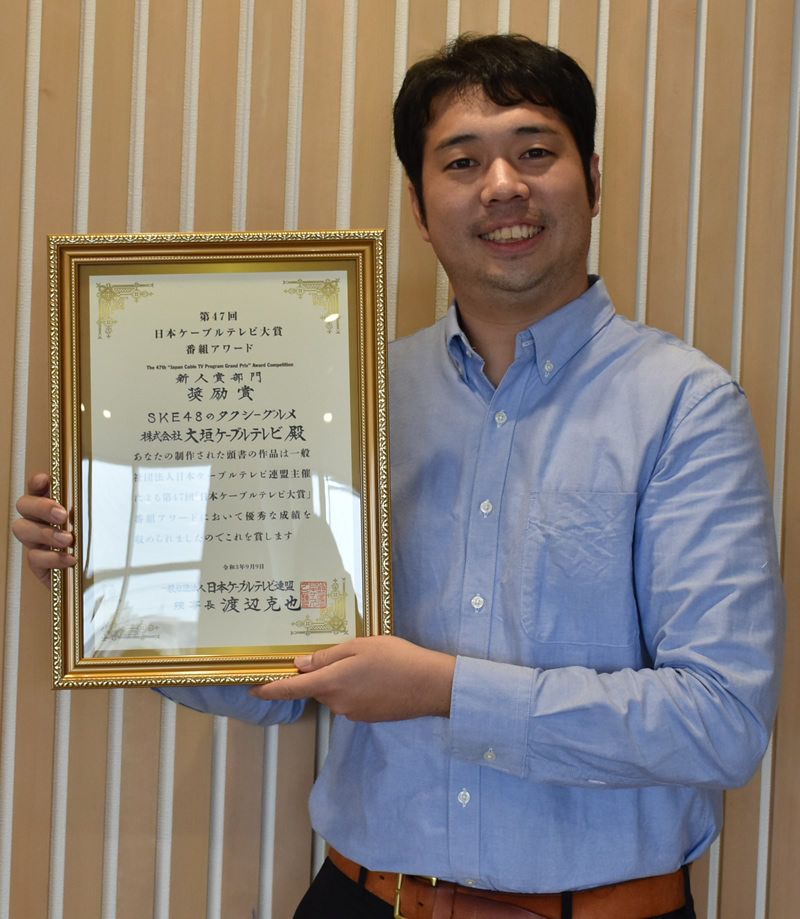 第47回
日本ケーブルテレビ大賞
番組アワード
The 47th "Japan Cable TV Program Grand Prix" Award Competition
新人賞部門
奨励賞
SKE48のタクシーグルメ
株式会社 大垣ケーブルテレビ 殿
あなたの制作された頭書の作品は一般
社団法人日本ケーブルテレビ連盟主催
による第47回「日本ケーブルテレビ大賞」
番組アワードにおいて優秀な成績を
収められましたのでこれを賞します
令和3年9月9日
一般社団法人 日本ケーブルテレビ連盟
理事長 渡辺克也